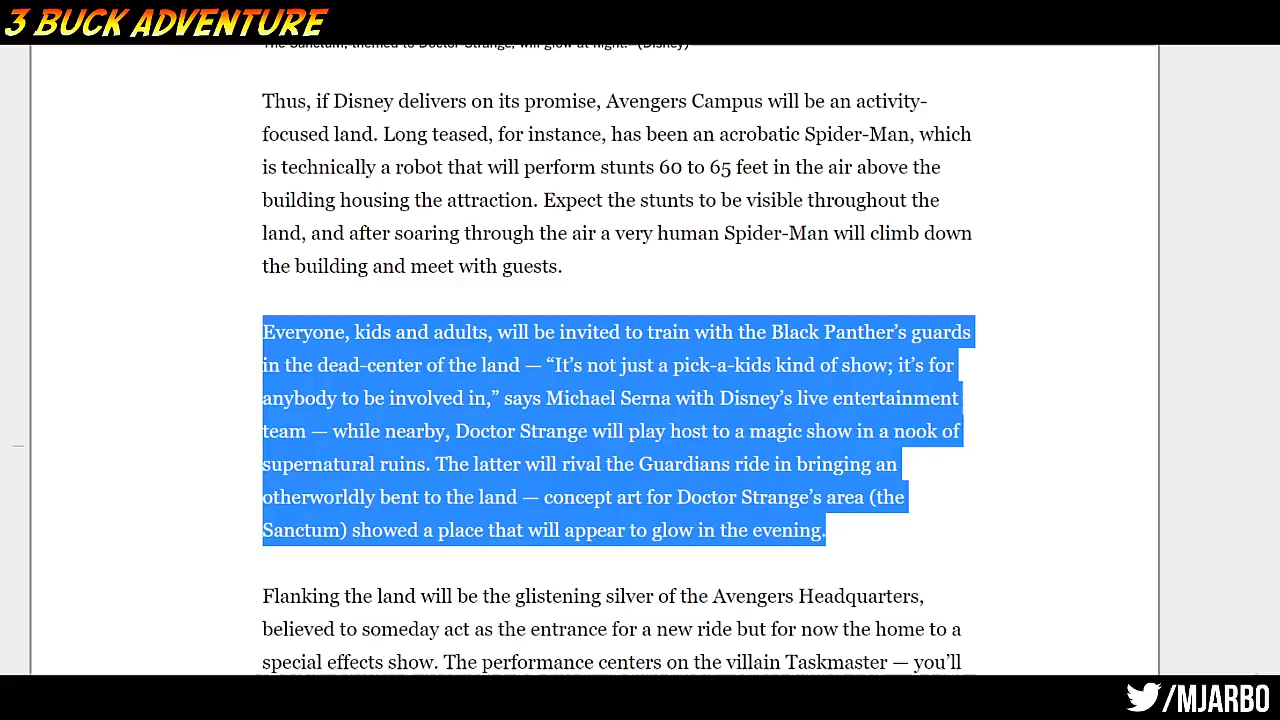 3 BUCK ADVENTURE
The Sanctum, themed to Doctor Strange, will glow at night. (Disney)
Thus, if Disney delivers on its promise, Avengers Campus will be an activity-
focused land. Long teased, for instance, has been an acrobatic Spider-Man, which
is technically a robot that will perform stunts 60 to 65 feet in the air above the
building housing the attraction. Expect the stunts to be visible throughout the
land, and after soaring through the air a very human Spider-Man will climb down
the building and meet with guests.
Everyone, kids and adults, will be invited to train with the Black Panther’s guards
in the dead-center of the land — “It’s not just a pick-a-kids kind of show; it’s for
anybody to be involved in,” says Michael Serna with Disney’s live entertainment
team — while nearby, Doctor Strange will play host to a magic show in a nook of
supernatural ruins. The latter will rival the Guardians ride in bringing an
otherworldly bent to the land — concept art for Doctor Strange’s area (the
Sanctum) showed a place that will appear to glow in the evening.
Flanking the land will be the glistening silver of the Avengers Headquarters,
believed to someday act as the entrance for a new ride but for now the home to a
special effects show. The performance centers on the villain Taskmaster — you’ll
/MJARBO